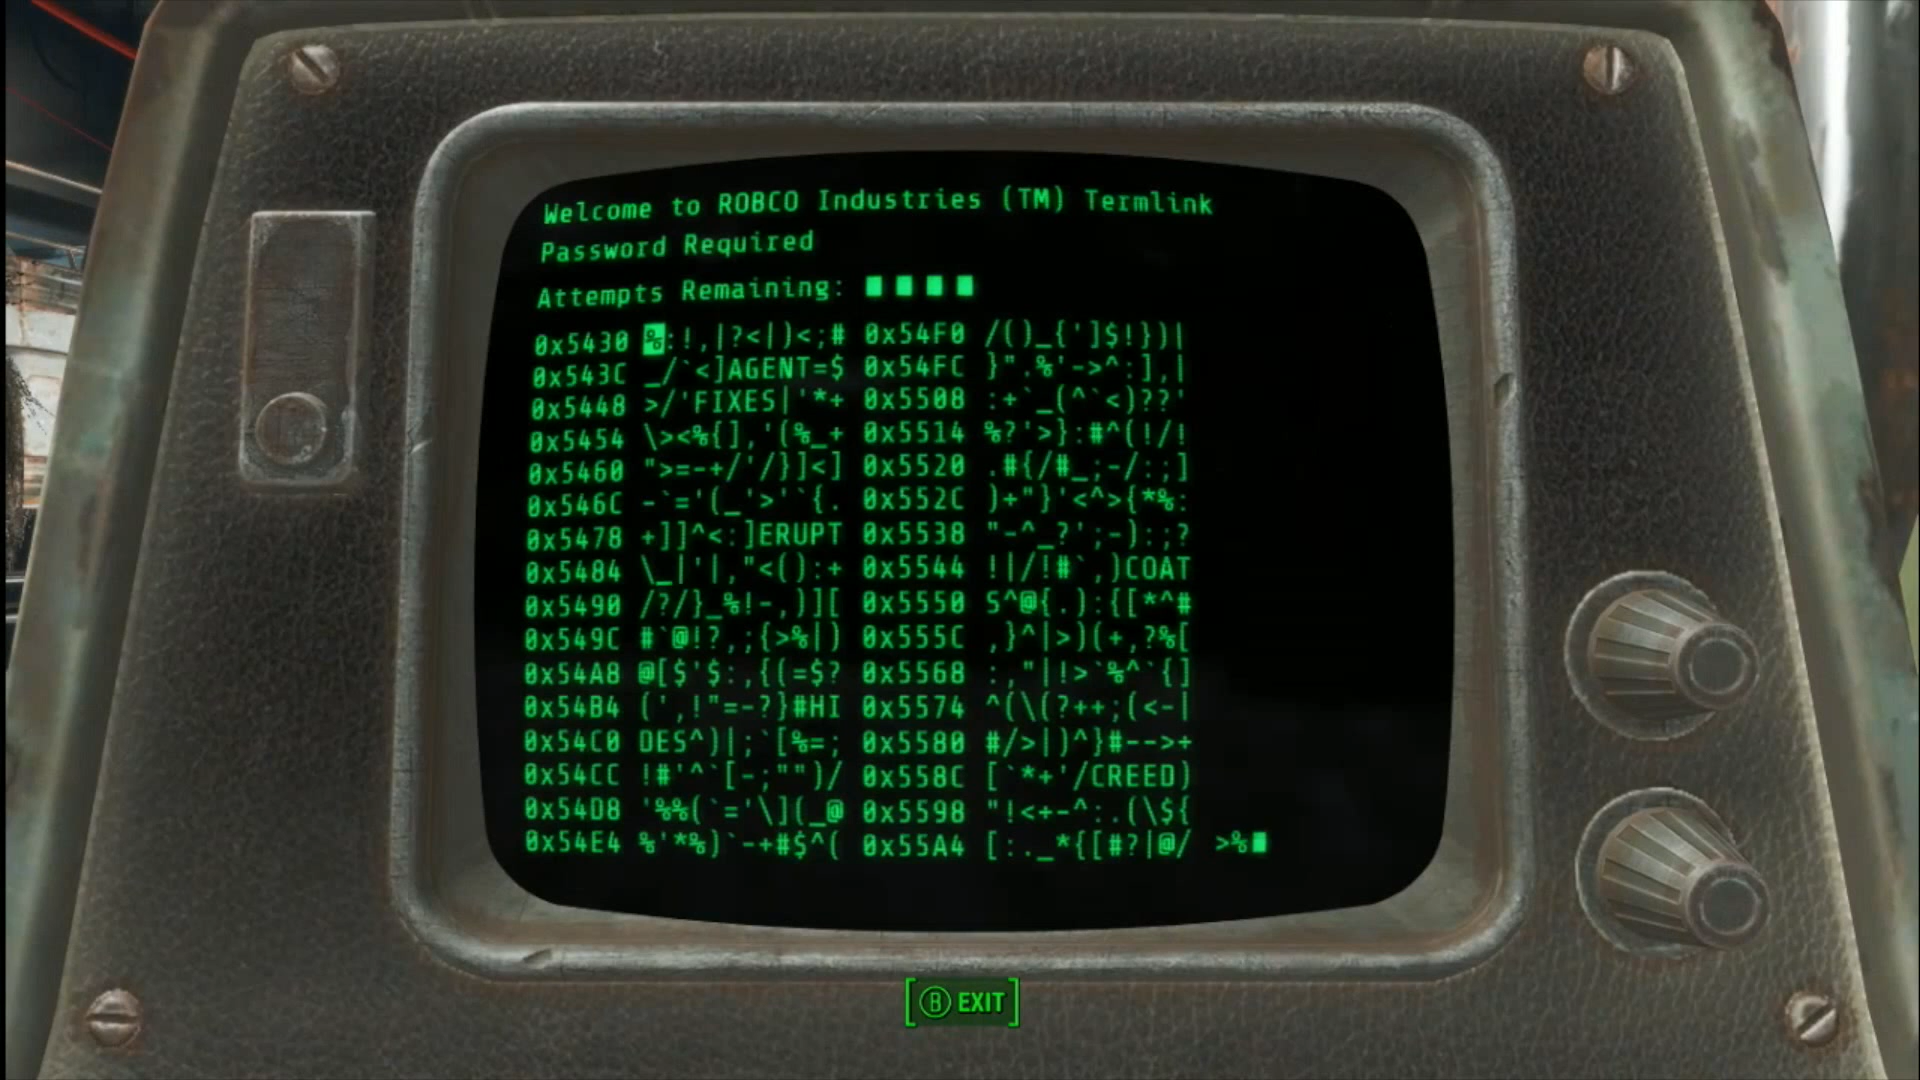 Welcome to ROBCO Industries (TM) Termlink
Password Required
Attempts Remaining: ■ ■ ■ ■
0x5430 %:!,|?<|)<;# 0x54F0 /()_{']$!})|
0x543C _/`<]AGENT=$ 0x54FC }".%'->^:],|
0x5448 >/'FIXES|'*+ 0x5508 :+`_(^`<)??'
0x5454 \><%{],'(%_+ 0x5514 %?'>}:#^(!/!
0x5460 ">=-+/'/}]<] 0x5520 .#{/#_;-/:;]
0x546C -`='(_'>'`{. 0x552C )+"}'<^>{*%:
0x5478 +]]^<:]ERUPT 0x5538 "-^_?';-):;?
0x5484 \_|'|,"<():+ 0x5544 !|/!#`,)COAT
0x5490 /?/}_%!-,)][ 0x5550 S^@{.):{[*^#
0x549C #`@!?,;{>%|) 0x555C ,}^|>)(+,?%[
0x54A8 @[$'$:,{(=$? 0x5568 :,"|!>`%^`{]
0x54B4 (',!"=-?}#HI 0x5574 ^(\(?++;(<-|
0x54C0 DES^)|;`[%=; 0x5580 #/>|)^}#-->+
0x54CC !#'^`[-;"")/ 0x558C [`*+'/CREED)
0x54D8 '%%(`='\](_@ 0x5598 "!<+-^:.(\${
0x54E4 %'*%)`-+#$^( 0x55A4 [:._*{[#?|@/ >%■
B EXIT